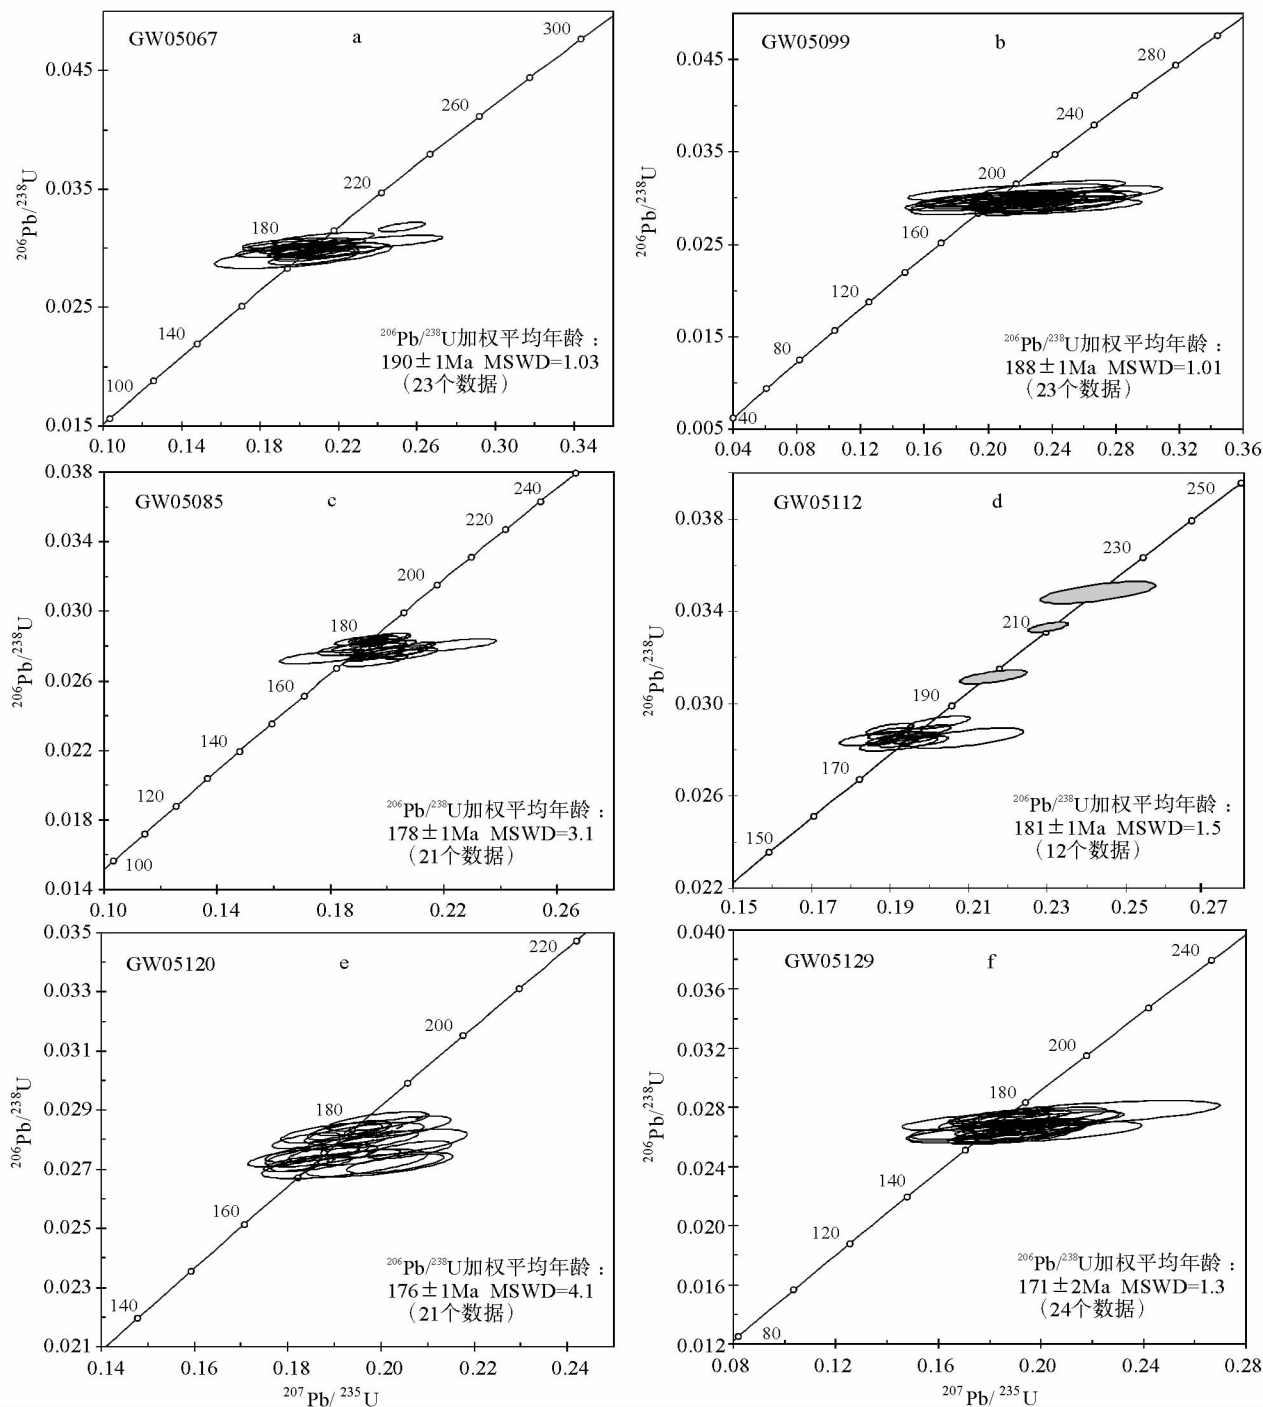 GW05067 a
300
260
220
180
140
100
0.045
0.035
0.025
0.015
0.10 0.14 0.18 0.22 0.26 0.30 0.34
²⁰⁶Pb/²³⁸U
²⁰⁶Pb/²³⁸U加权平均年龄：
190±1Ma MSWD=1.03
（23个数据）
GW05099 b
280
240
200
160
120
80
40
0.045
0.035
0.025
0.015
0.005
0.04 0.08 0.12 0.16 0.20 0.24 0.28 0.32 0.36
²⁰⁶Pb/²³⁸U
²⁰⁶Pb/²³⁸U加权平均年龄：
188±1Ma MSWD=1.01
（23个数据）
GW05085 c
240
220
200
180
160
140
120
100
0.038
0.034
0.030
0.026
0.022
0.018
0.014
0.10 0.14 0.18 0.22 0.26
²⁰⁶Pb/²³⁸U
²⁰⁶Pb/²³⁸U加权平均年龄：
178±1Ma MSWD=3.1
（21个数据）
GW05112 d
250
230
210
190
170
150
0.038
0.034
0.030
0.026
0.022
0.15 0.17 0.19 0.21 0.23 0.25 0.27
²⁰⁶Pb/²³⁸U
²⁰⁶Pb/²³⁸U加权平均年龄：
181±1Ma MSWD=1.5
（12个数据）
GW05120 e
220
200
180
160
140
0.035
0.033
0.031
0.029
0.027
0.025
0.023
0.021
0.14 0.16 0.18 0.20 0.22 0.24
²⁰⁶Pb/²³⁸U
²⁰⁶Pb/²³⁸U加权平均年龄：
176±1Ma MSWD=4.1
（21个数据）
²⁰⁷Pb/²³⁵U
GW05129 f
240
200
180
140
120
80
0.040
0.036
0.032
0.028
0.024
0.020
0.016
0.012
0.08 0.12 0.16 0.20 0.24 0.28
²⁰⁶Pb/²³⁸U
²⁰⁶Pb/²³⁸U加权平均年龄：
171±2Ma MSWD=1.3
（24个数据）
²⁰⁷Pb/²³⁵U